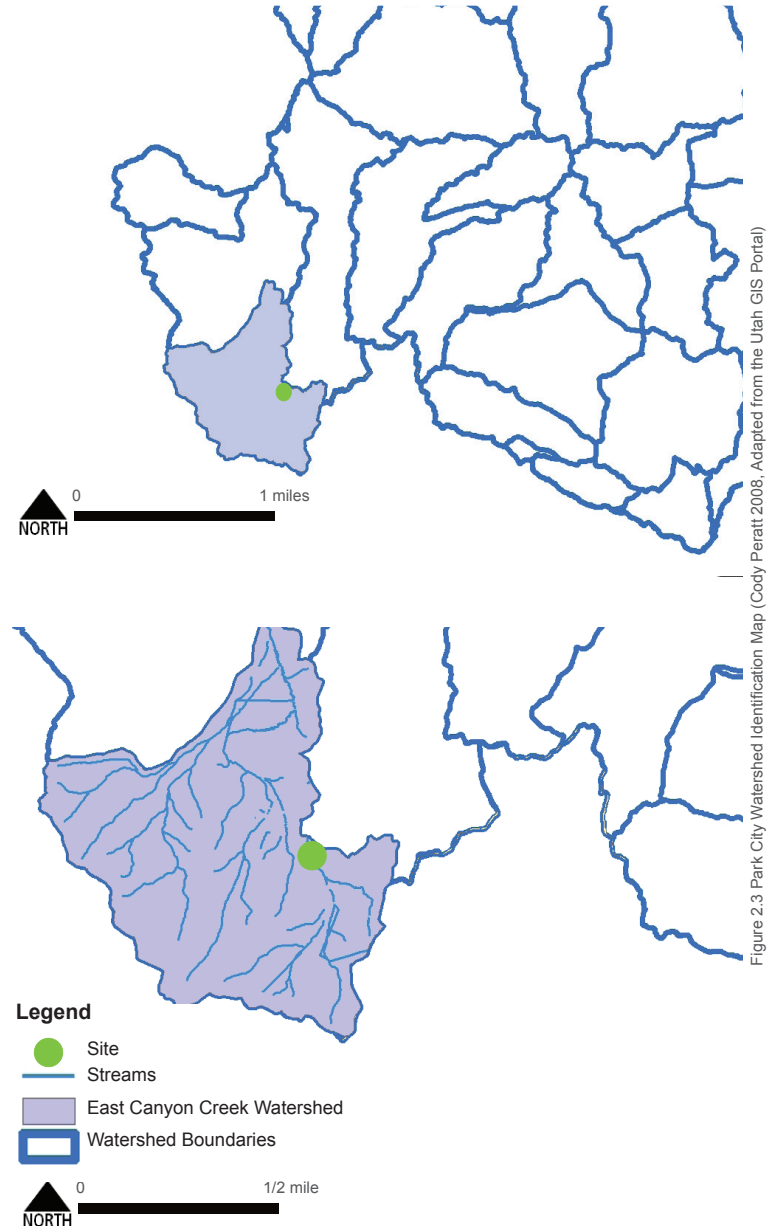 0 1 miles
NORTH
Legend
Site
Streams
East Canyon Creek Watershed
Watershed Boundaries
0 1/2 mile
NORTH
Figure 2.3 Park City Watershed Identification Map (Cody Peratt 2008, Adapted from the Utah GIS Portal)